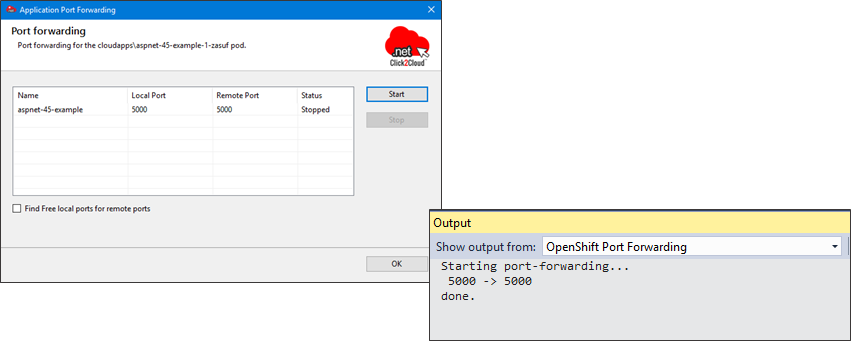 Application Port Forwarding
Port forwarding
Port forwarding for the cloudapps\aspnet-45-example-1-zasuf pod.
.net
Click2Cloud
Name Local Port Remote Port Status
aspnet-45-example 5000 5000 Stopped
Start
Stop
Find Free local ports for remote ports
OK
Output
Show output from: OpenShift Port Forwarding
Starting port-forwarding...
5000 -> 5000
done.